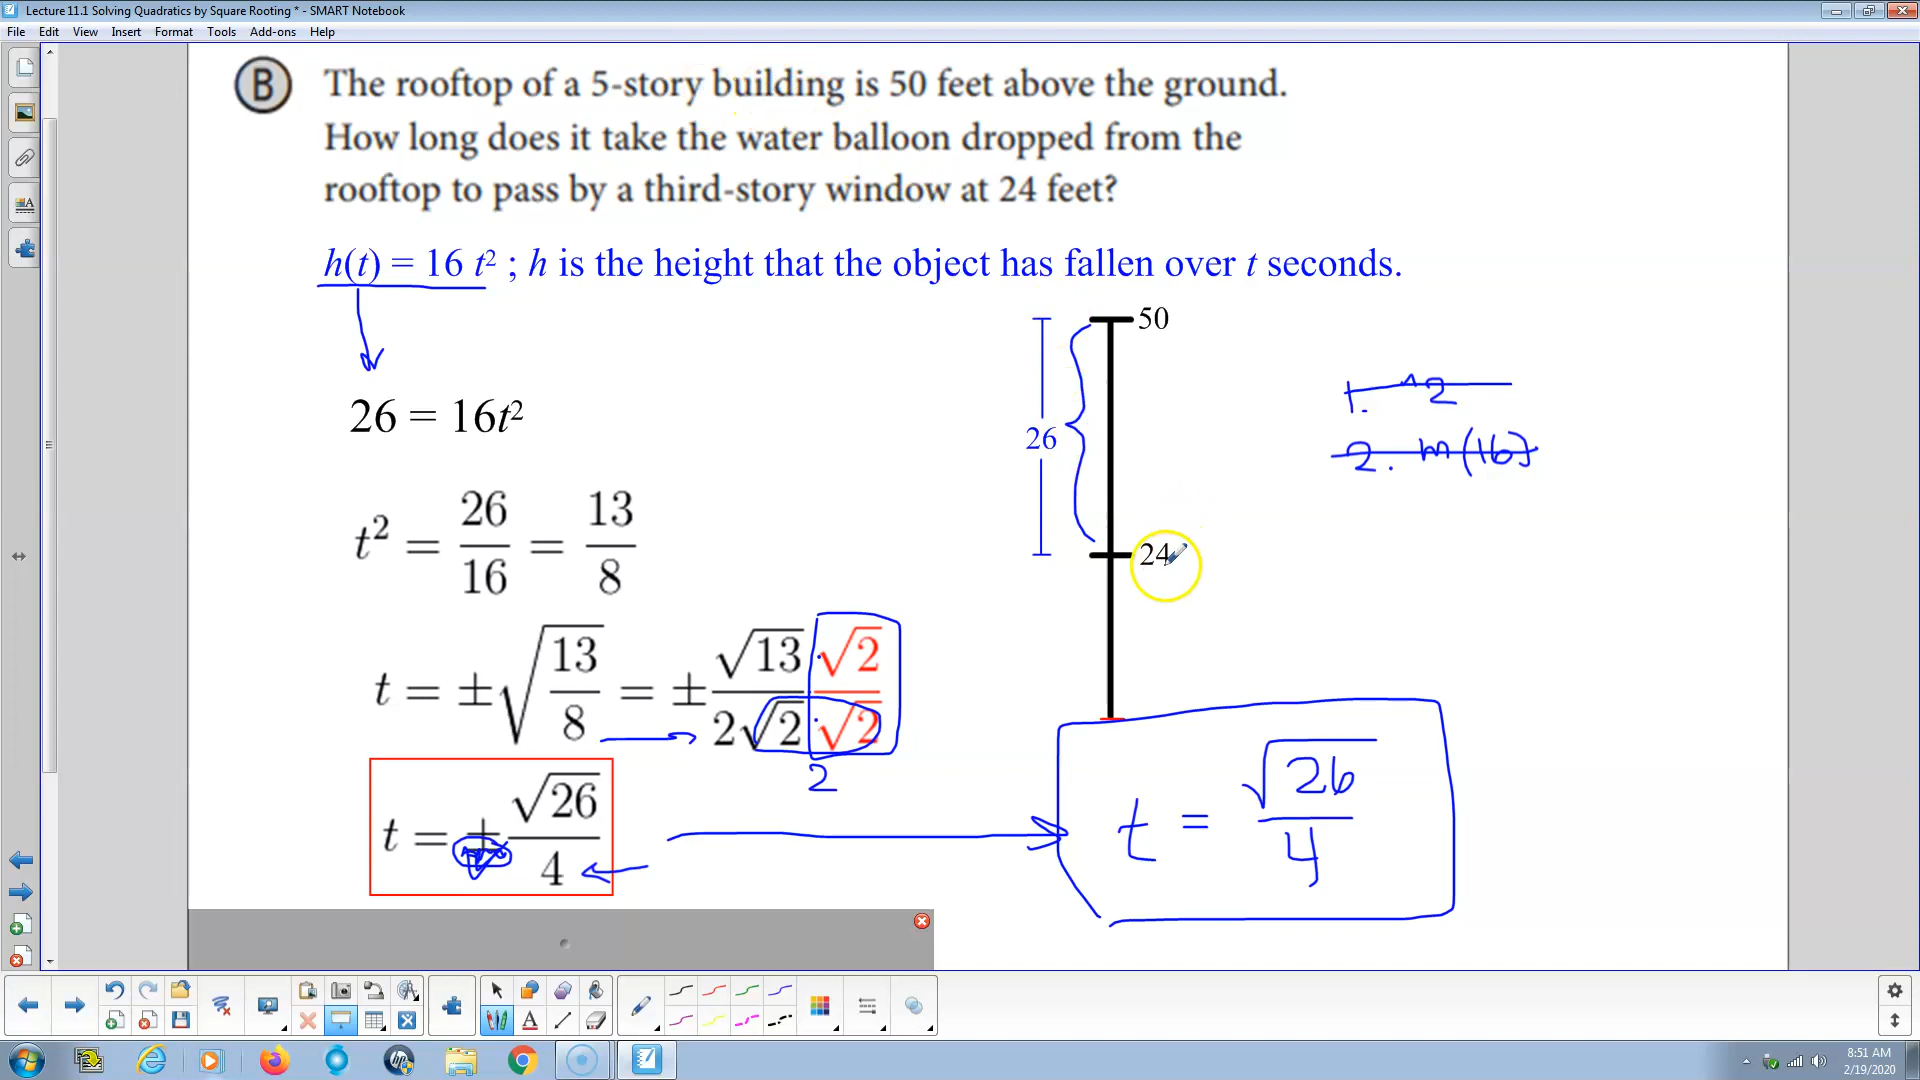 Lecture 11.1 Solving Quadratics by Square Rooting * - SMART Notebook
File Edit View Insert Format Tools Add-ons Help
B The rooftop of a 5-story building is 50 feet above the ground.
How long does it take the water balloon dropped from the
rooftop to pass by a third-story window at 24 feet?
h(t) = 16 t² ; h is the height that the object has fallen over t seconds.
50
26 = 16t²
26
1. ^2
2. m(16)
t² = 26/16 = 13/8
24
t = ±√(13/8) = ±√13/2√2 · √2/√2
2
t = ± √26/4
t = √26/4
8:51 AM
2/19/2020